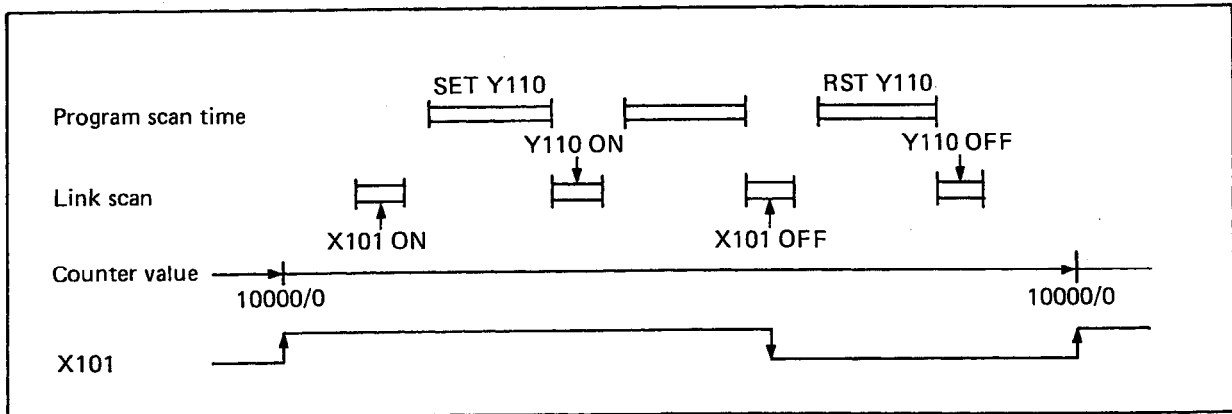 SET Y110
RST Y110
Program scan time
Y110 ON
Y110 OFF
Link scan
X101 ON
X101 OFF
Counter value
10000/0
10000/0
X101